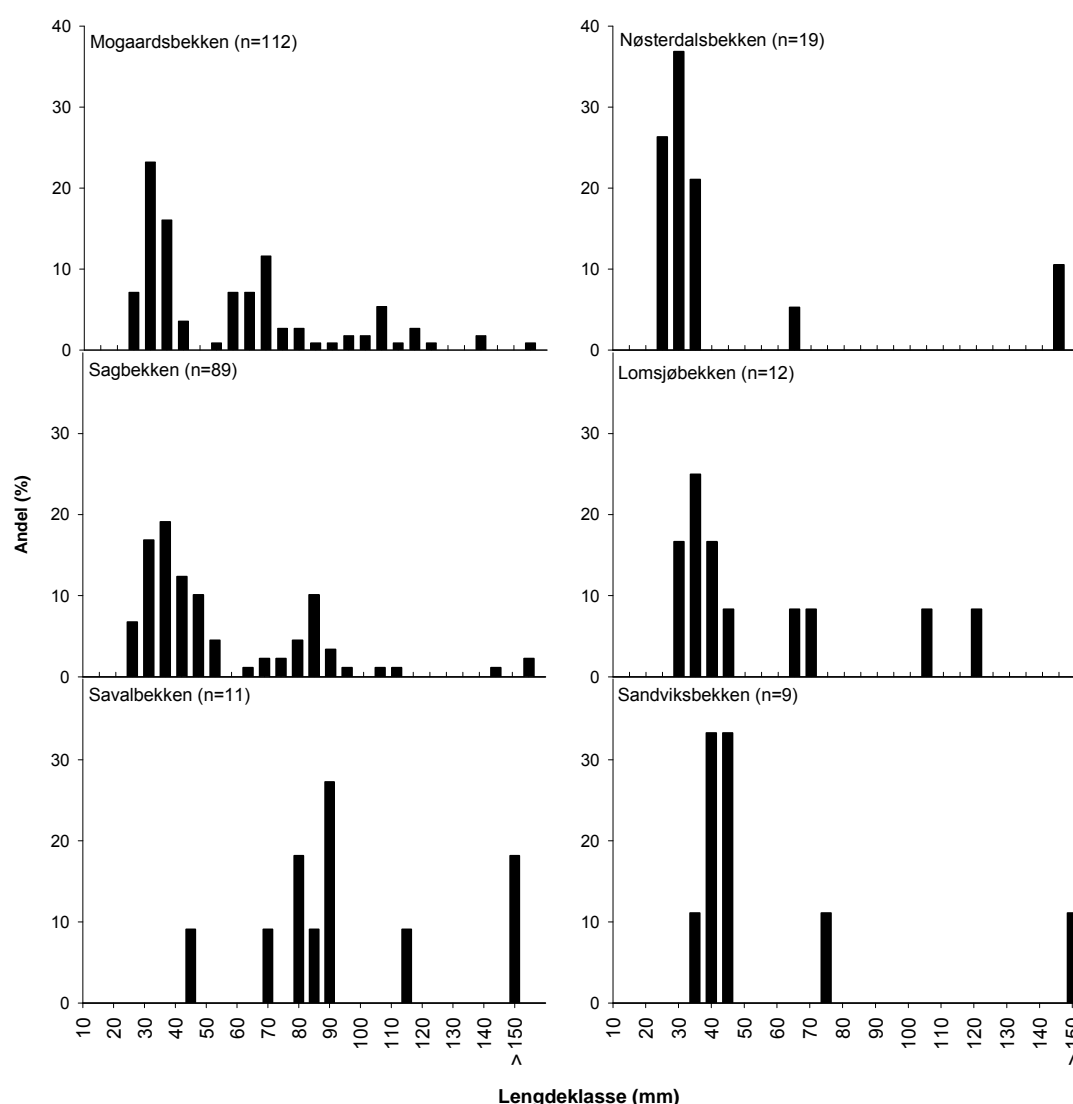 Mogaardsbekken (n=112)
40
30
20
10
0
Nøsterdalsbekken (n=19)
40
30
20
10
0
Sagbekken (n=89)
30
20
10
0
Lomsjøbekken (n=12)
30
20
10
0
Andel (%)
Savalbekken (n=11)
30
20
10
0
Sandviksbekken (n=9)
30
20
10
0
10 20 30 40 50 60 70 80 90 100 110 120 130 140 > 150
10 20 30 40 50 60 70 80 90 100 110 120 130 140 > 150
Lengdeklasse (mm)